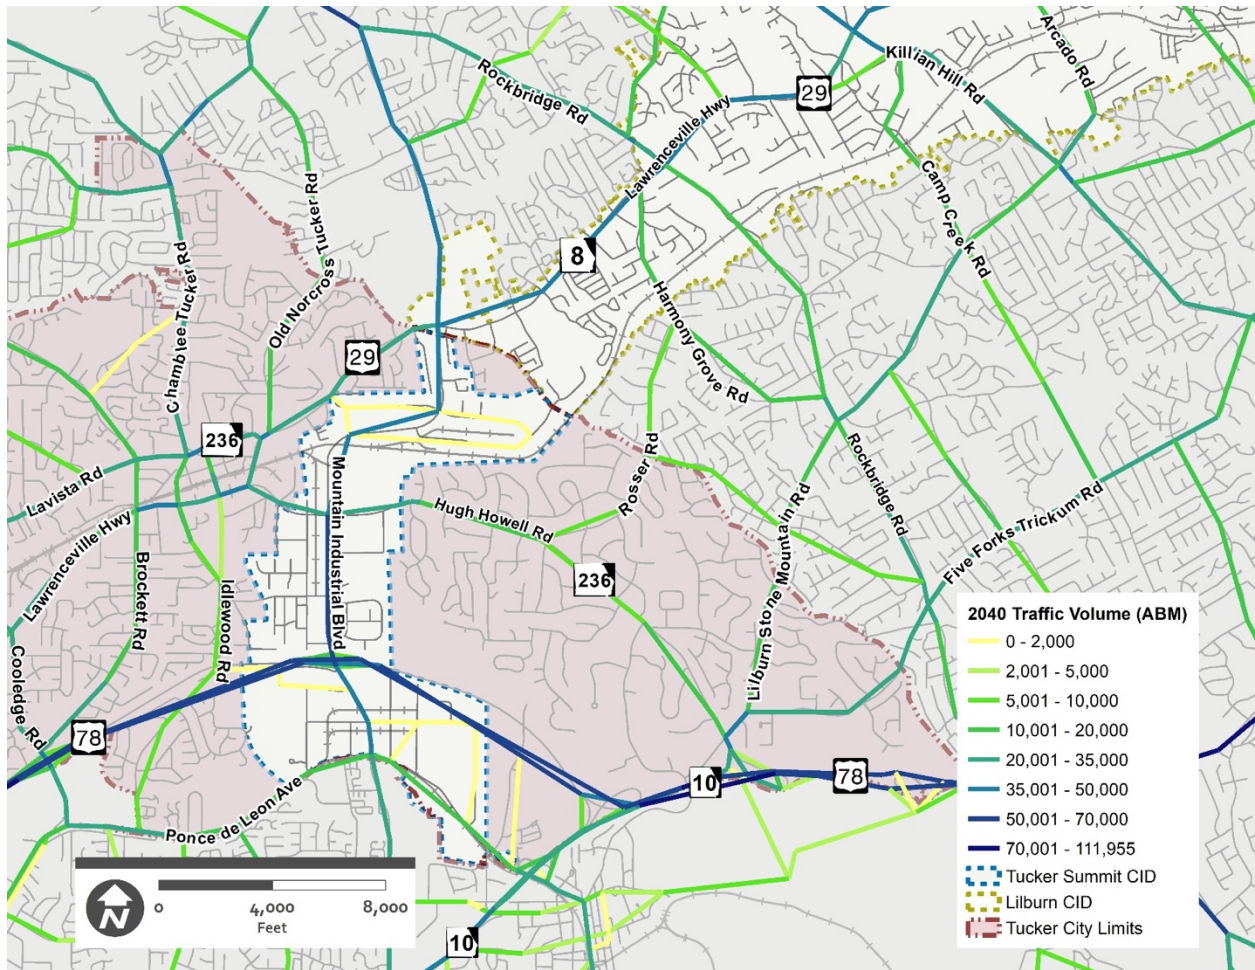 Rockbridge Rd
29
Killian Hill Rd
Arcado Rd
Lawrenceville Hwy
Camp Creek Rd
Old Norcross Tucker Rd
Chamblee Tucker Rd
8
29
Harmony Grove Rd
236
Lavista Rd
Lawrenceville Hwy
Mountain Industrial Blvd
Hugh Howell Rd
Rosser Rd
Rockbridge Rd
Lilburn Stone Mountain Rd
Five Forks Trickum Rd
Brockett Rd
Idlewood Rd
236
Cooledge Rd
78
10
78
Ponce de Leon Ave
10
N
0
4,000
8,000
Feet
2040 Traffic Volume (ABM)
0 - 2,000
2,001 - 5,000
5,001 - 10,000
10,001 - 20,000
20,001 - 35,000
35,001 - 50,000
50,001 - 70,000
70,001 - 111,955
Tucker Summit CID
Lilburn CID
Tucker City Limits